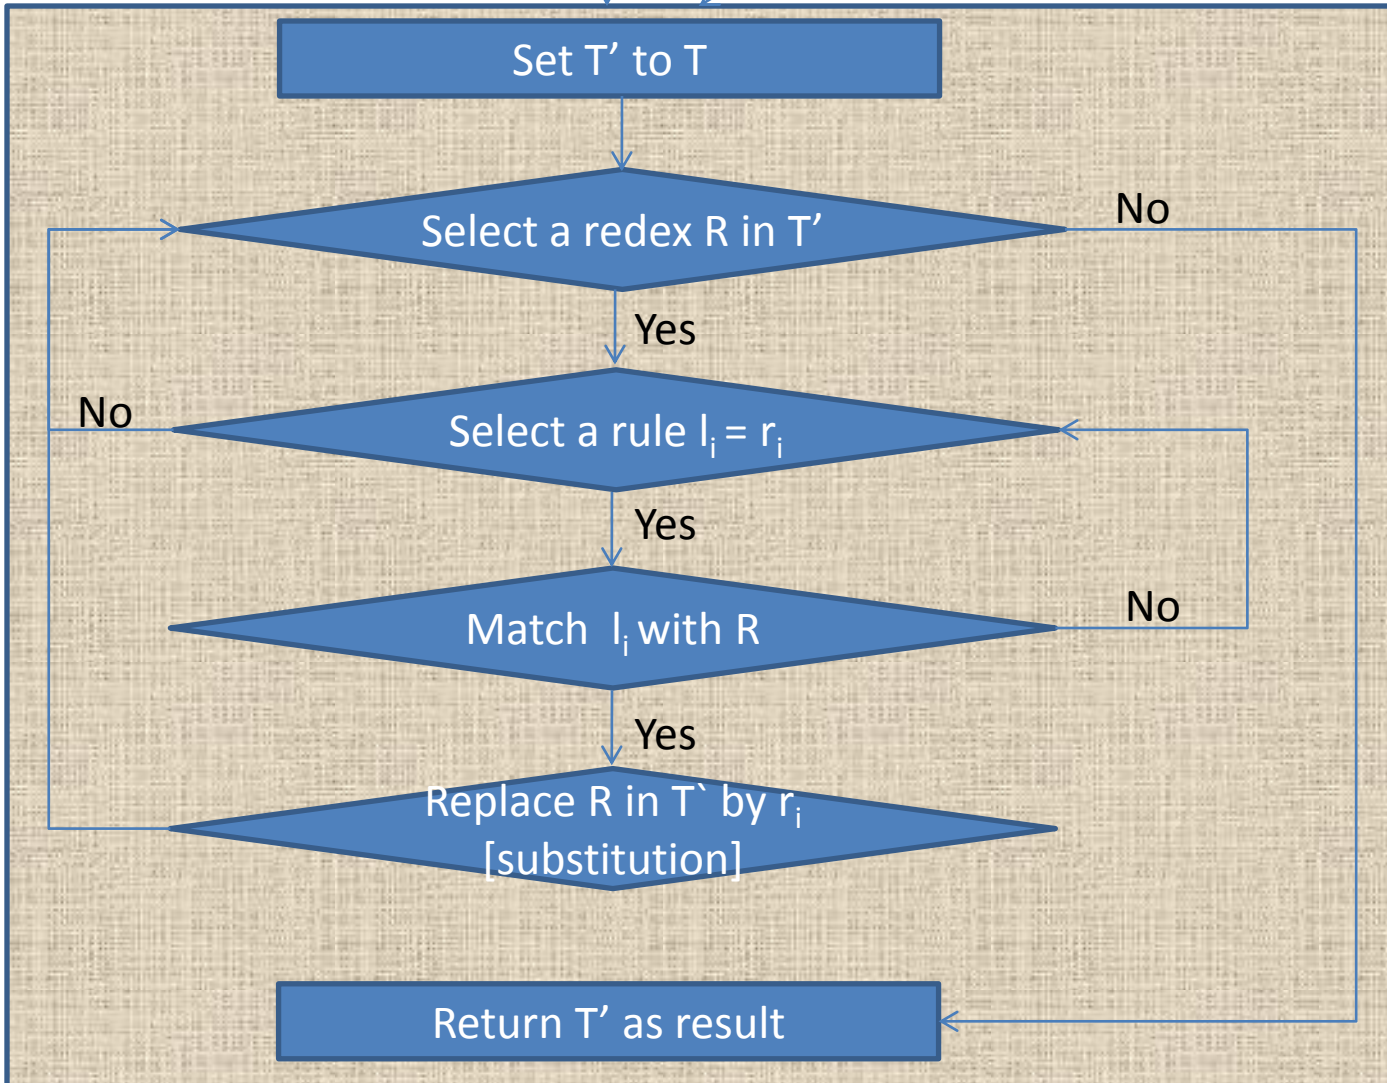 Set T’ to T
Select a redex R in T’
No
Yes
No
Select a rule lᵢ = rᵢ
Yes
Match lᵢ with R
No
Yes
Replace R in T` by rᵢ
[substitution]
Return T’ as result